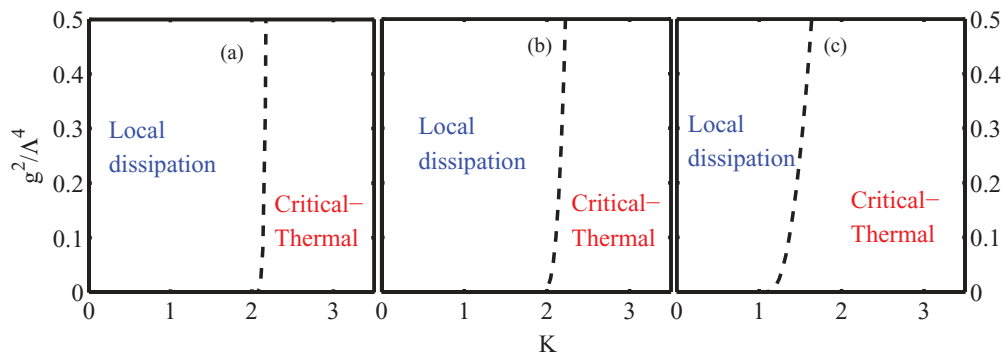 0.5
0.4
0.3
0.2
0.1
0
g²/Λ⁴
(a)
Local
dissipation
Critical−
Thermal
0
1
2
3
(b)
Local
dissipation
Critical−
Thermal
0
1
2
3
K
(c)
Local
dissipation
Critical−
Thermal
0
1
2
3
0.5
0.4
0.3
0.2
0.1
0